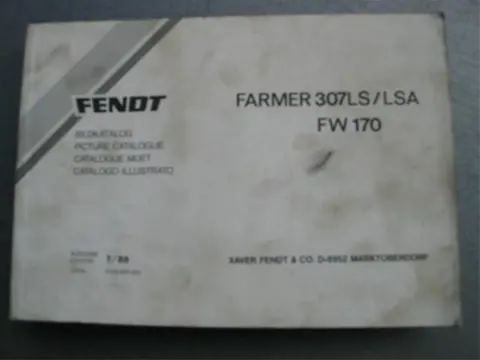 FENDT
FARMER 307LS/LSA
FW 170
BILDKATALOG
PICTURE CATALOGUE
CATALOGUE MUET
CATALOGO ILLUSTRATO
7/88
XAVER FENDT & CO. D-8952 MARKTOBERDORF